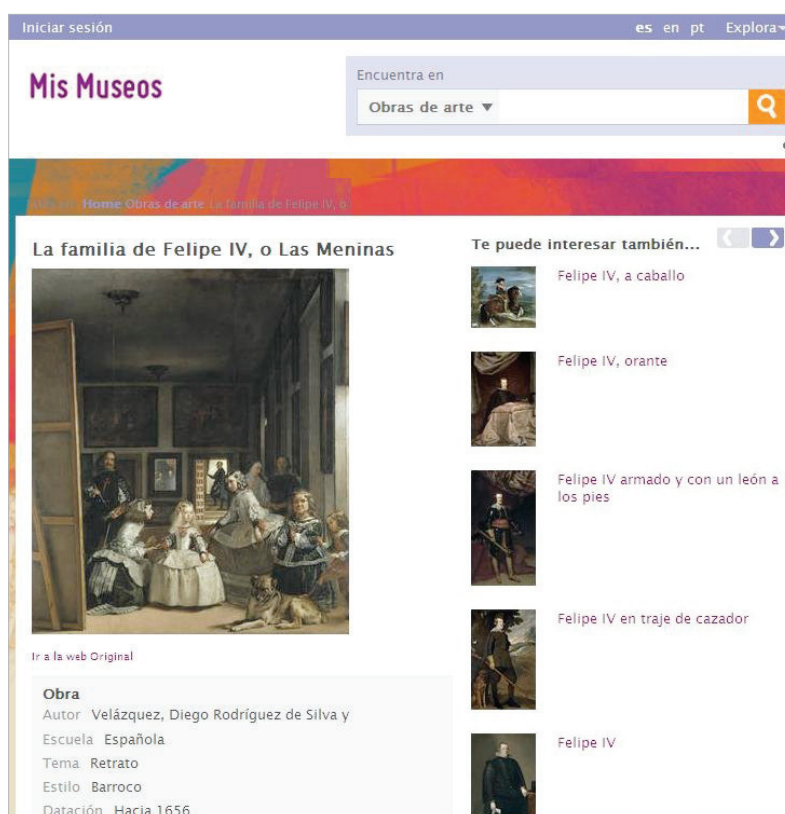 Iniciar sesión
es en pt Explora
Mis Museos
Encuentra en
Obras de arte
Home Obras de arte La familia de Felipe IV, o
La familia de Felipe IV, o Las Meninas
Ir a la web Original
Obra
Autor Velázquez, Diego Rodríguez de Silva y
Escuela Española
Tema Retrato
Estilo Barroco
Datación Hacia 1656
Te puede interesar también...
Felipe IV, a caballo
Felipe IV, orante
Felipe IV armado y con un león a
los pies
Felipe IV en traje de cazador
Felipe IV